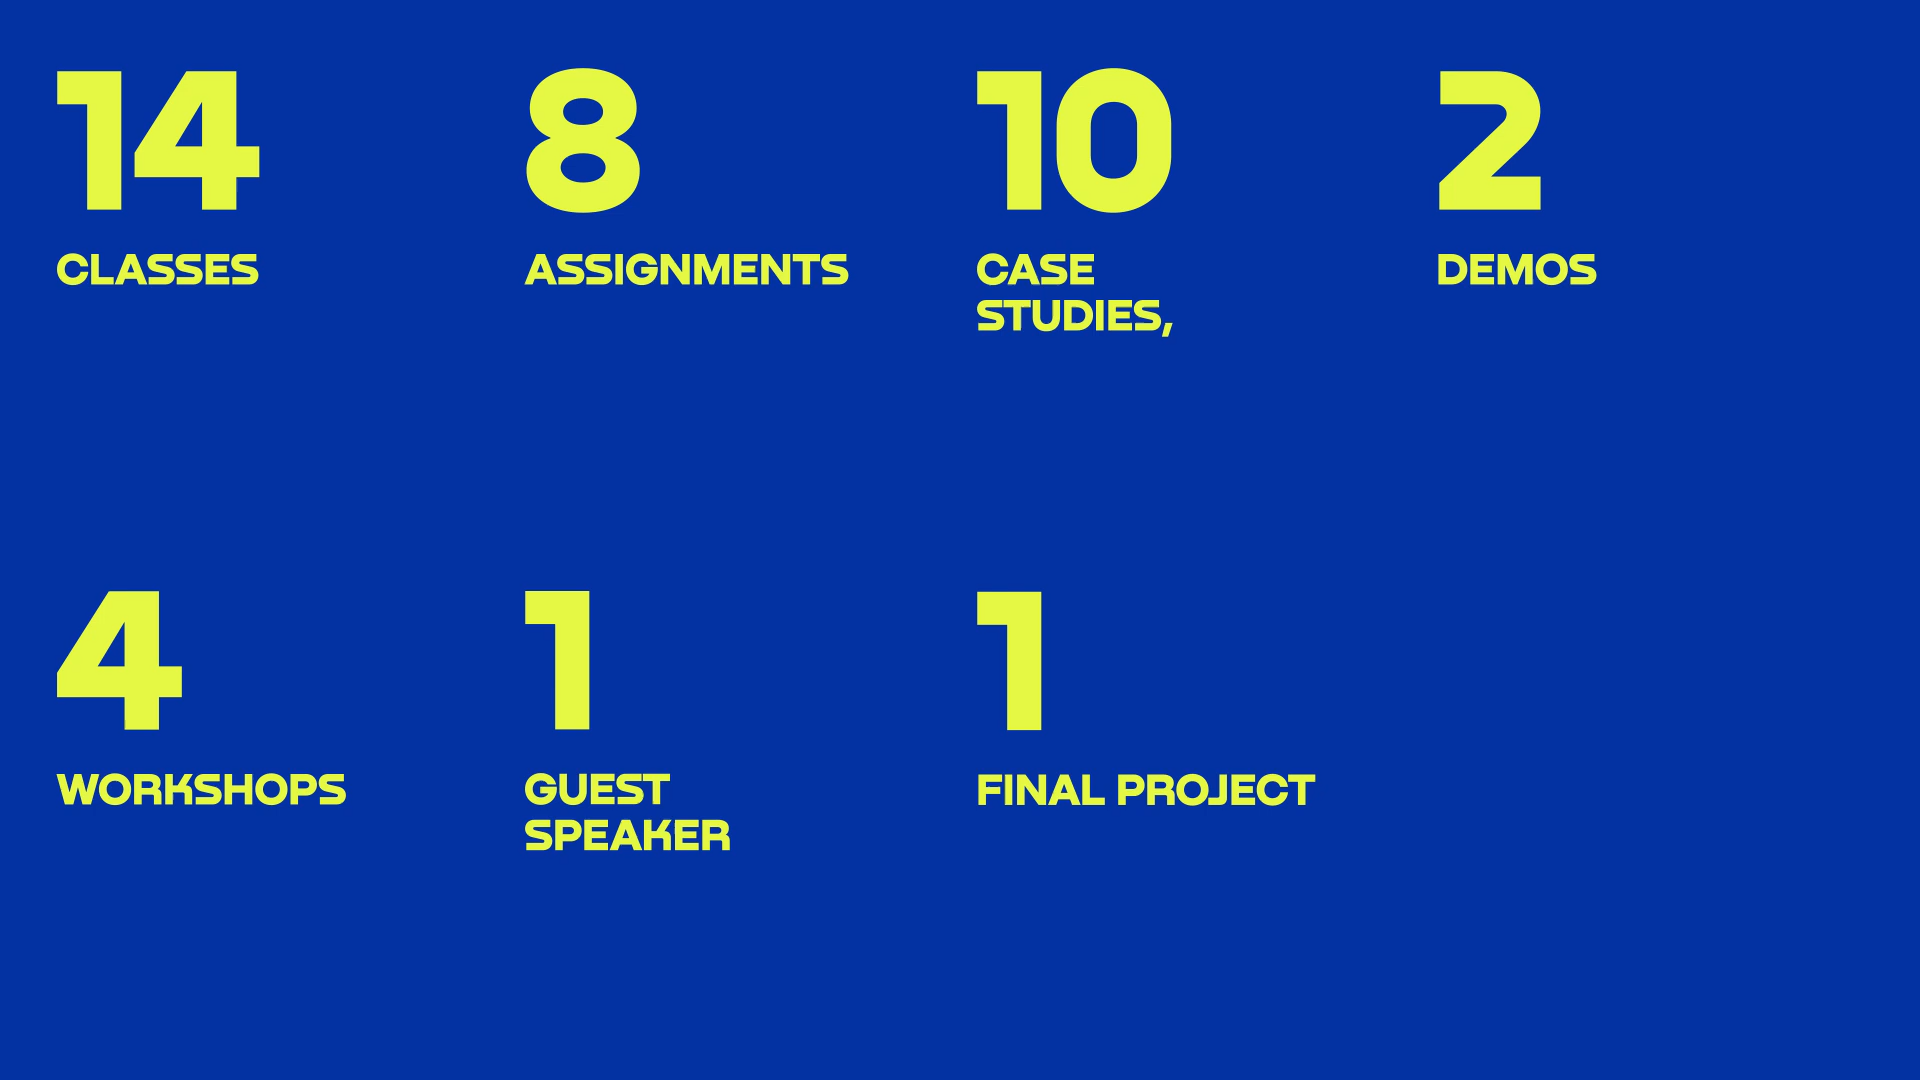 14
CLASSES
8
ASSIGNMENTS
10
CASE
STUDIES,
2
DEMOS
4
WORKSHOPS
1
GUEST
SPEAKER
1
FINAL PROJECT